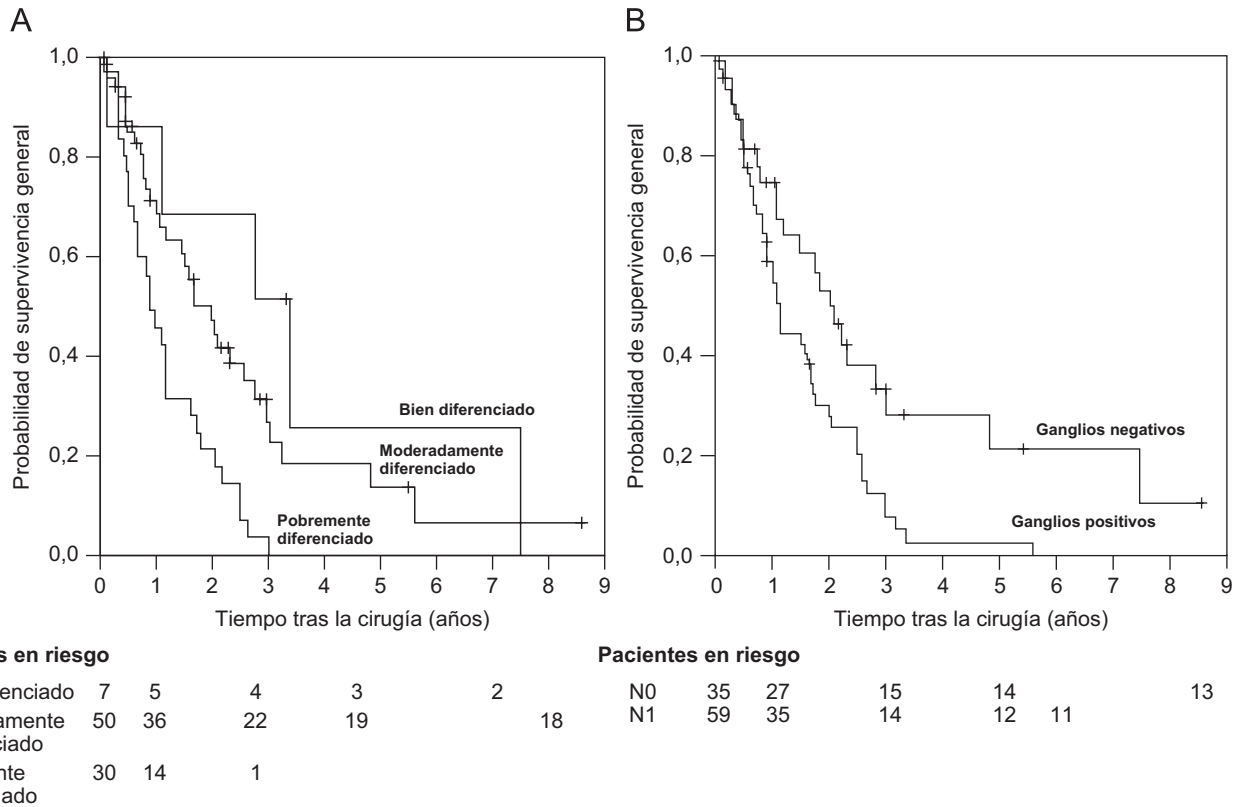 A
Probabilidad de supervivencia general
1,0
0,8
0,6
0,4
0,2
0,0
Bien diferenciado
Moderadamente
diferenciado
Pobremente
diferenciado
0 1 2 3 4 5 6 7 8 9
Tiempo tras la cirugía (años)
s en riesgo
enciado 7 5 4 3 2
amente 50 36 22 19 18
ciado
nte 30 14 1
ado
B
Probabilidad de supervivencia general
1,0
0,8
0,6
0,4
0,2
0,0
Ganglios negativos
Ganglios positivos
0 1 2 3 4 5 6 7 8 9
Tiempo tras la cirugía (años)
Pacientes en riesgo
N0 35 27 15 14 13
N1 59 35 14 12 11